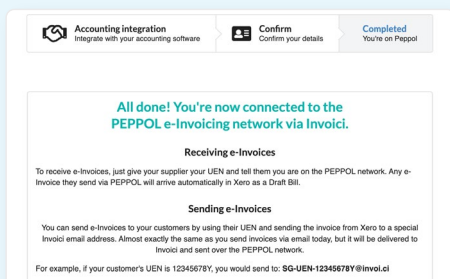 Accounting integration
Integrate with your accounting software
Confirm
Confirm your details
Completed
You're on Peppol
All done! You're now connected to the
PEPPOL e-Invoicing network via Invoici.
Receiving e-Invoices
To receive e-Invoices, just give your supplier your UEN and tell them you are on the PEPPOL network. Any e-
Invoice they send via PEPPOL will arrive automatically in Xero as a Draft Bill.
Sending e-Invoices
You can send e-Invoices to your customers by using their UEN and sending the invoice from Xero to a special
Invoici email address. Almost exactly the same as you send invoices via email today, but it will be delivered to
Invoici and sent over the PEPPOL network.
For example, if your customer's UEN is 12345678Y, you would send to: SG-UEN-12345678Y@invoi.ci